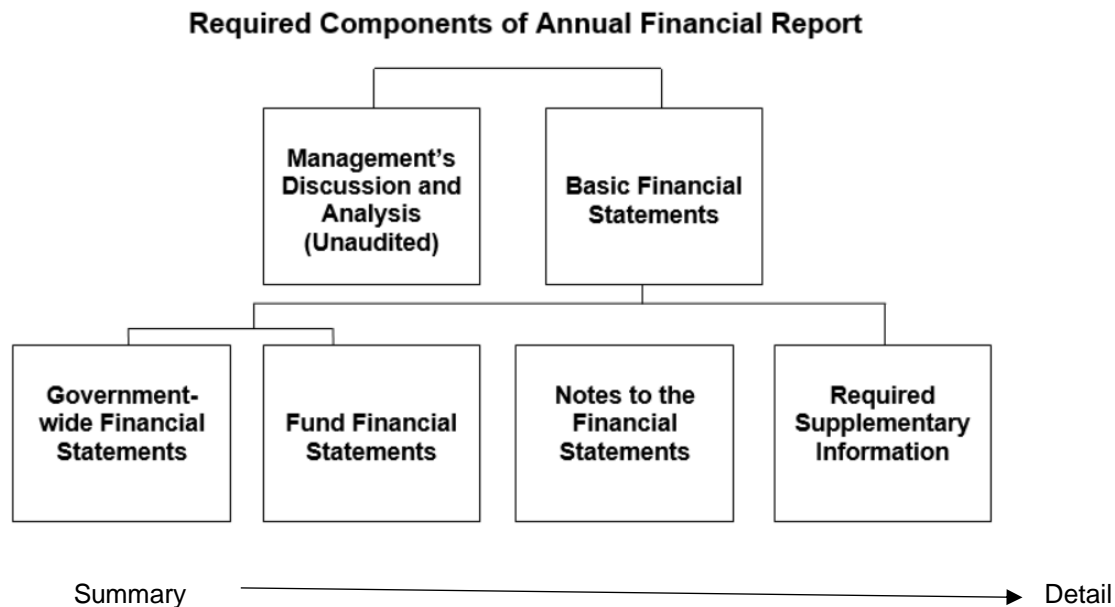 Required Components of Annual Financial Report
Management’s
Discussion and
Analysis
(Unaudited)
Basic Financial
Statements
Government-
wide Financial
Statements
Fund Financial
Statements
Notes to the
Financial
Statements
Required
Supplementary
Information
Summary
Detail